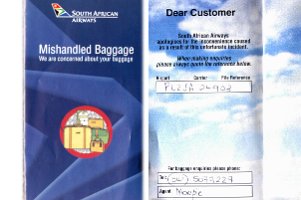 SOUTH AFRICAN
AIRWAYS
Mishandled Baggage
We are concerned about your baggage
Dear Customer
South African Airways
apologises for the inconvenience caused
as a result of this unfortunate incident.
When making enquiries
please always quote the reference below.
Airport Carrier File Reference
For baggage enquiries please phone:
Tel:
Agent